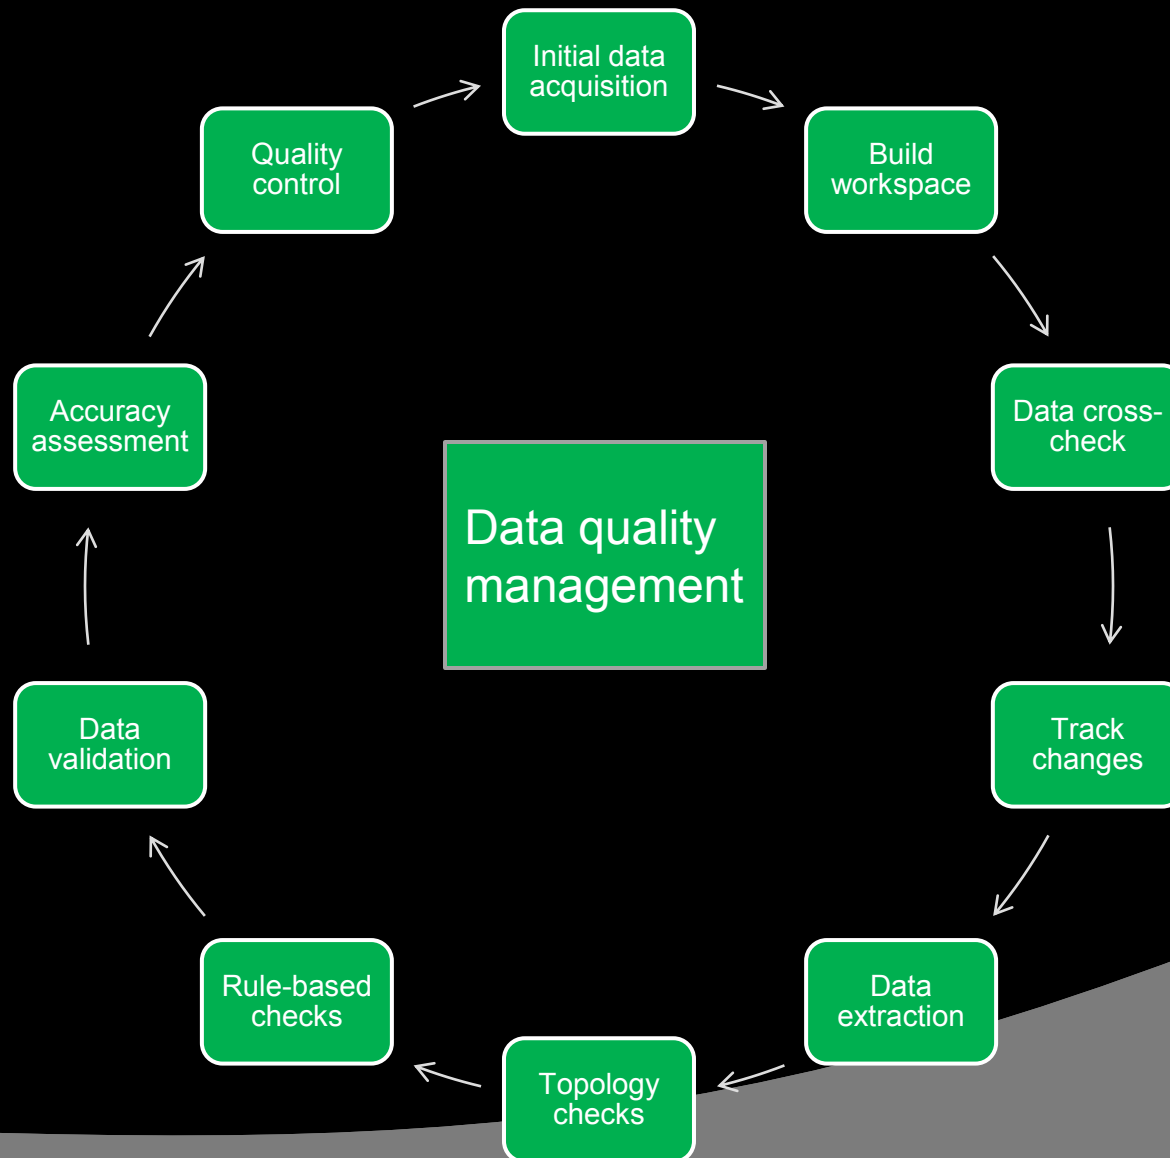 Initial data
acquisition
Build
workspace
Data cross-
check
Track
changes
Data
extraction
Topology
checks
Rule-based
checks
Data
validation
Accuracy
assessment
Quality
control
Data quality
management